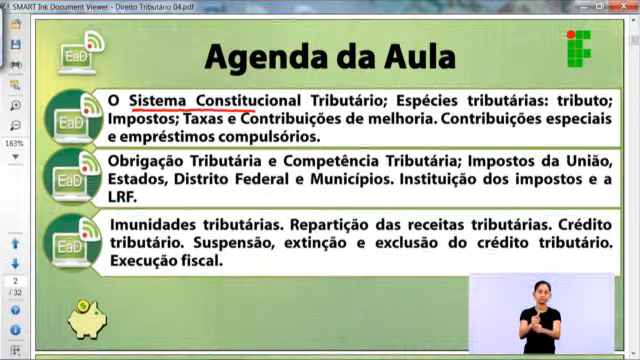 SMART Ink Document Viewer - Direito Tributário 04.pdf
EaD
Agenda da Aula
EaD
O Sistema Constitucional Tributário; Espécies tributárias: tributo;
Impostos; Taxas e Contribuições de melhoria. Contribuições especiais
e empréstimos compulsórios.
EaD
Obrigação Tributária e Competência Tributária; Impostos da União,
Estados, Distrito Federal e Municípios. Instituição dos impostos e a
LRF.
EaD
Imunidades tributárias. Repartição das receitas tributárias. Crédito
tributário. Suspensão, extinção e exclusão do crédito tributário.
Execução fiscal.
163%
2
/ 32